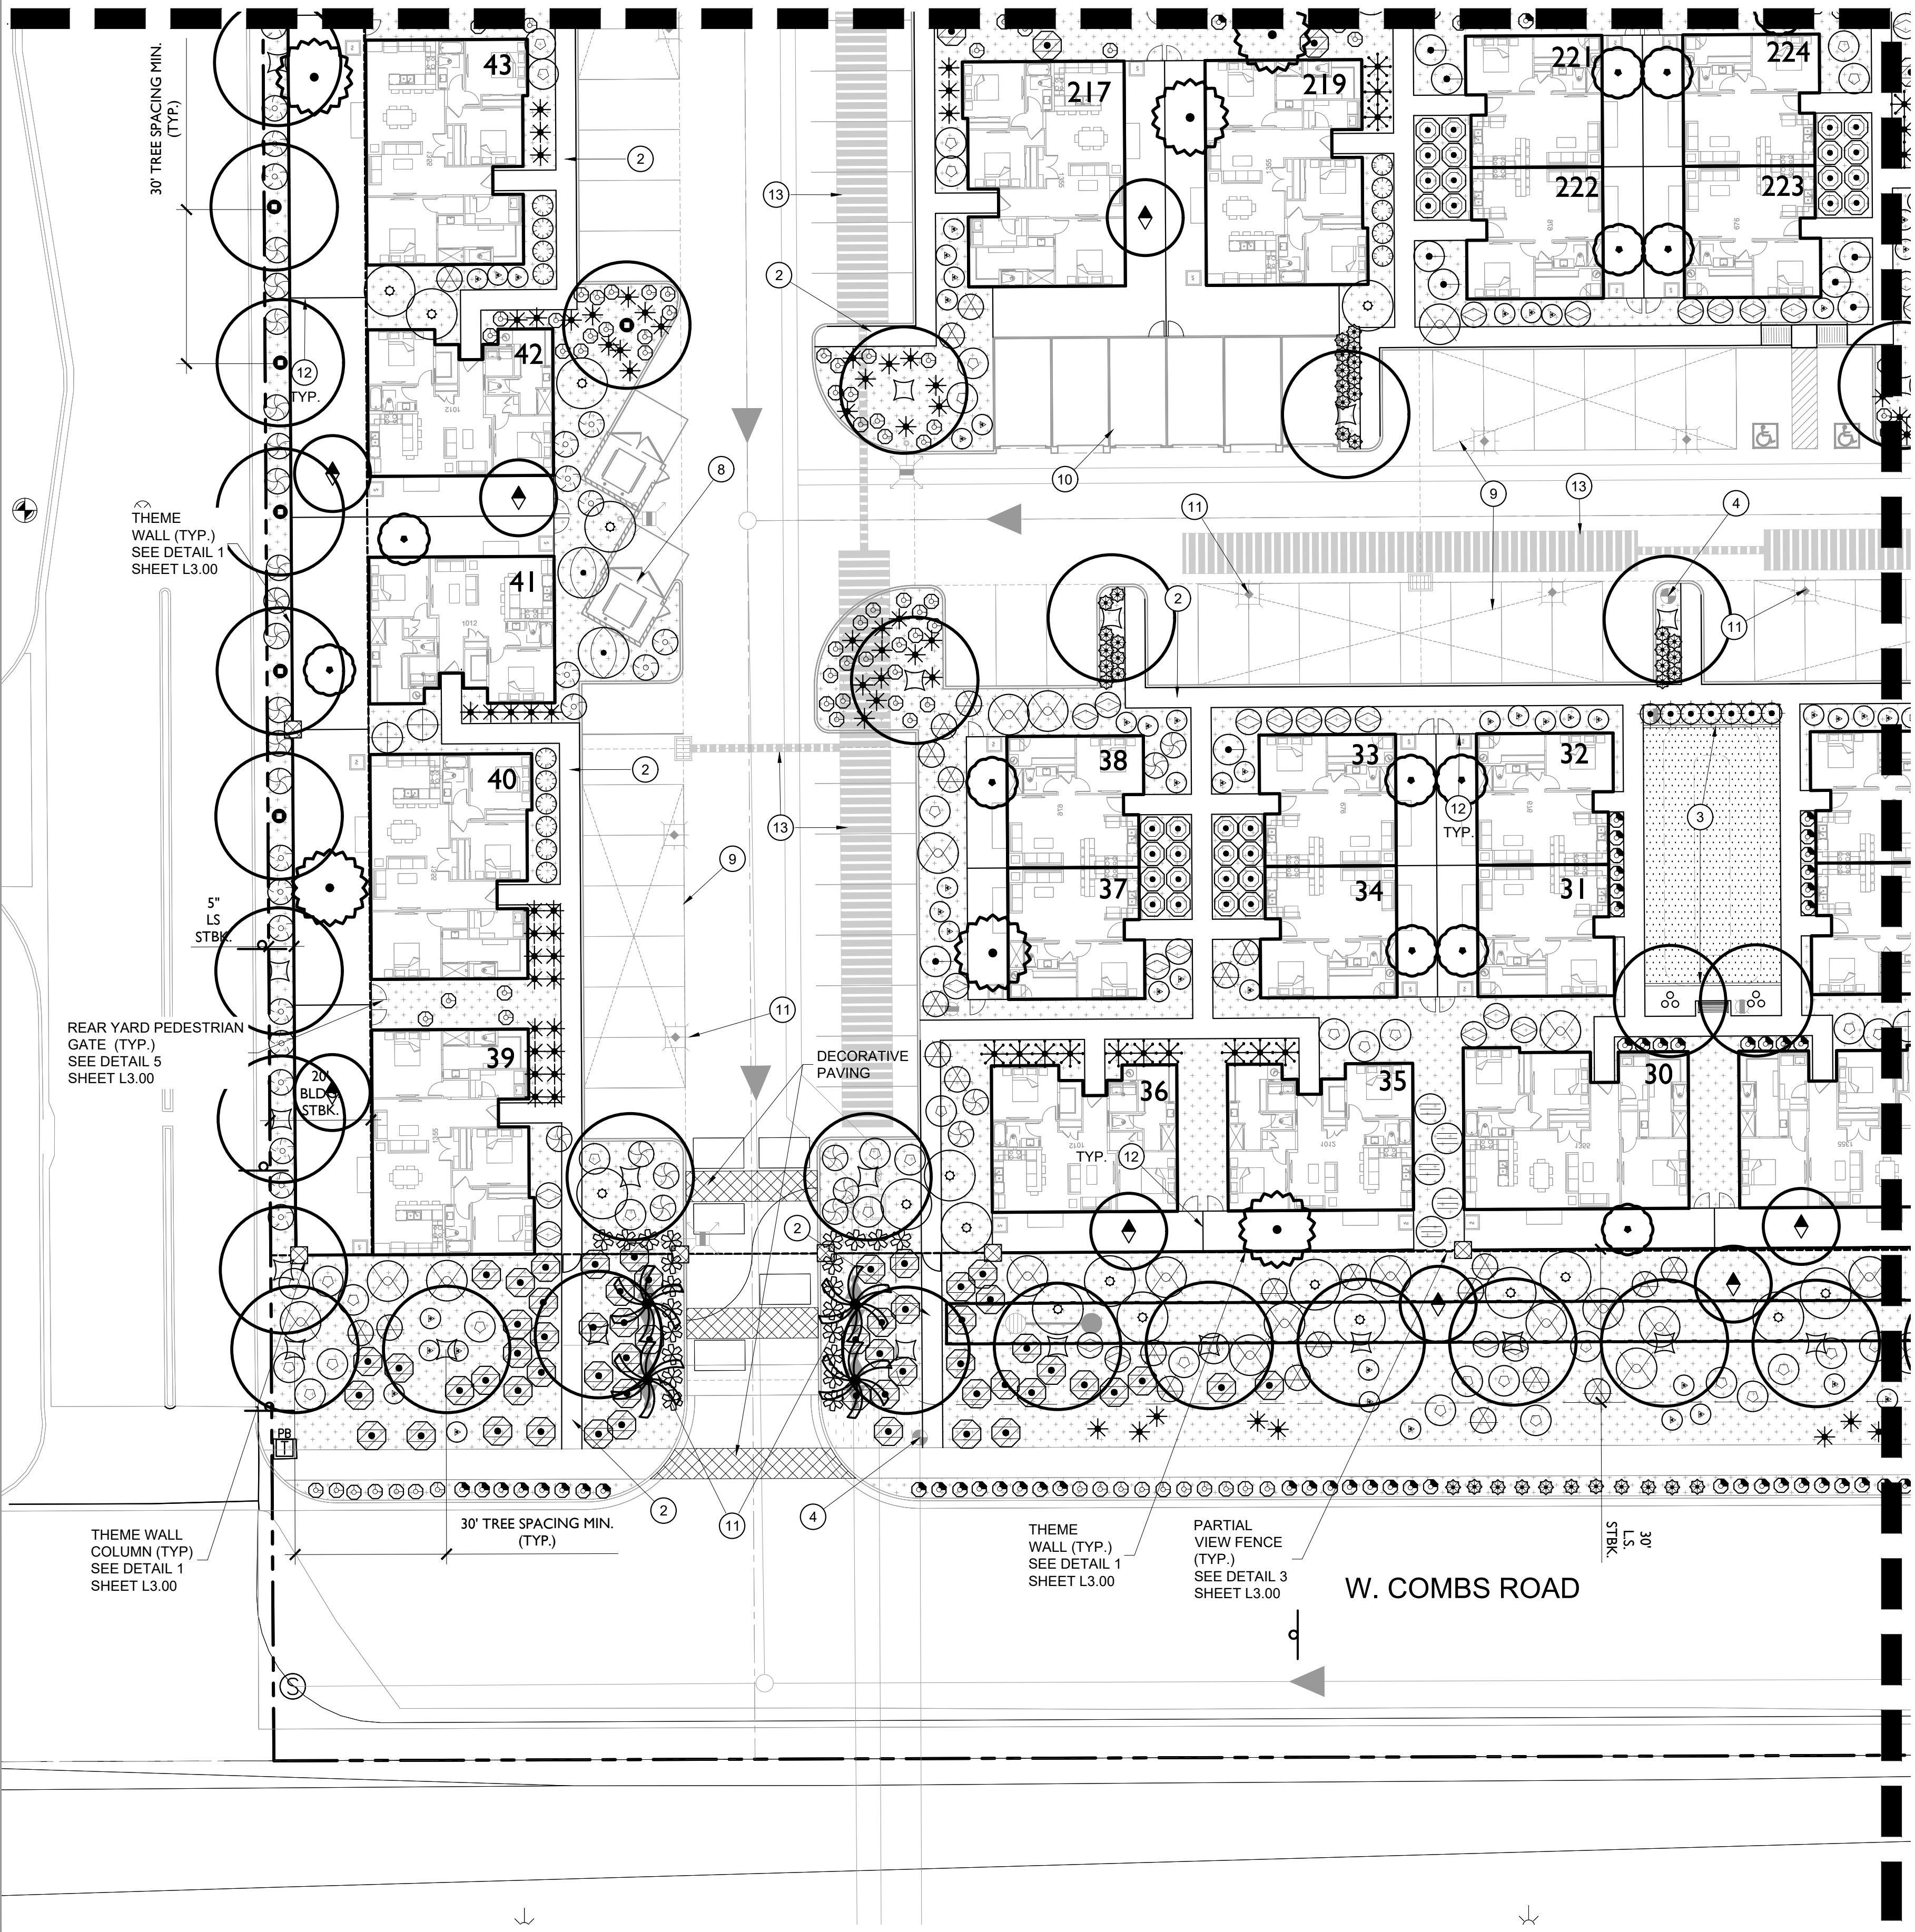 43
217
219
221
224
30' TREE SPACING MIN.
(TYP.)
2
13
222
223
2
42
12
TYP.
1012
8
10
9
13
4
11
THEME
WALL (TYP.)
SEE DETAIL 1
SHEET L3.00
41
1012
2
11
40
2
13
9
38
33
32
12
TYP.
3
37
34
31
5"
LS
STBK.
REAR YARD PEDESTRIAN
GATE (TYP.)
SEE DETAIL 5
SHEET L3.00
11
39
20'
BLDG
STBK.
DECORATIVE
PAVING
36
35
30
1012
TYP.
12
2
PB
T
2
11
4
30' TREE SPACING MIN.
(TYP.)
THEME WALL
COLUMN (TYP)
SEE DETAIL 1
SHEET L3.00
THEME
WALL (TYP.)
SEE DETAIL 1
SHEET L3.00
PARTIAL
VIEW FENCE
(TYP.)
SEE DETAIL 3
SHEET L3.00
30'
L.S.
STBK.
W. COMBS ROAD
S